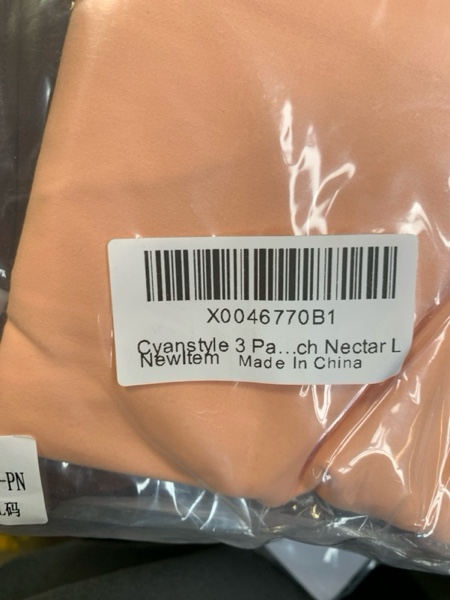 X0046770B1
Cyanstyle 3 Pa...ch Nectar L
NewItem Made In China
-PN
码